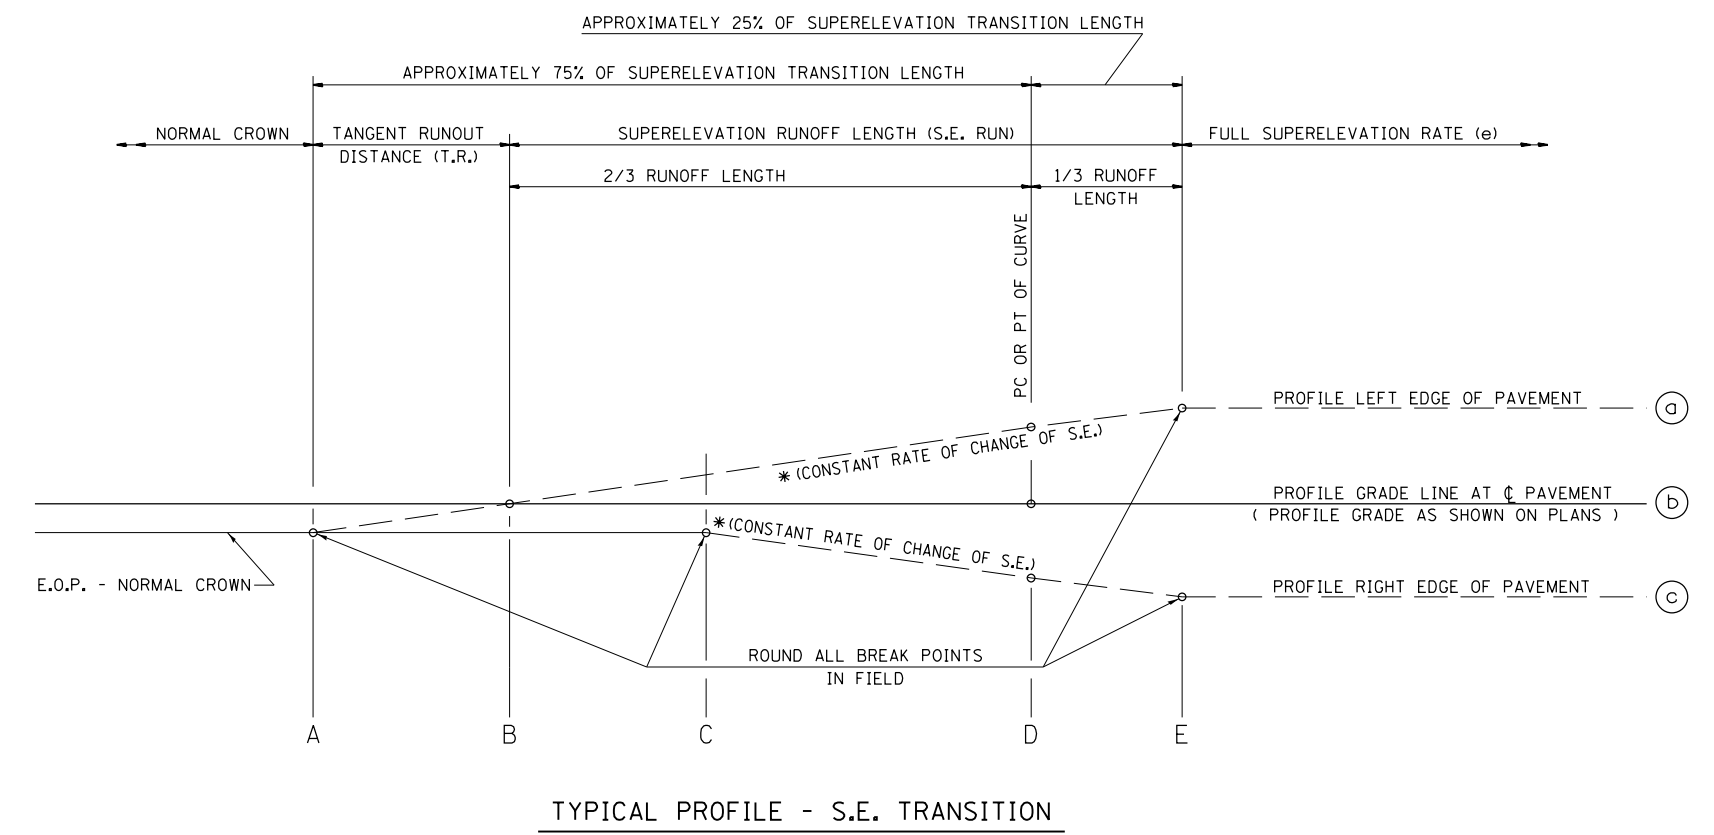 APPROXIMATELY 25% OF SUPERELEVATION TRANSITION LENGTH
APPROXIMATELY 75% OF SUPERELEVATION TRANSITION LENGTH
NORMAL CROWN
TANGENT RUNOUT
DISTANCE (T.R.)
SUPERELEVATION RUNOFF LENGTH (S.E. RUN)
FULL SUPERELEVATION RATE (e)
2/3 RUNOFF LENGTH
1/3 RUNOFF
LENGTH
PC OR PT OF CURVE
PROFILE LEFT EDGE OF PAVEMENT
a
* (CONSTANT RATE OF CHANGE OF S.E.)
PROFILE GRADE LINE AT ℄ PAVEMENT
( PROFILE GRADE AS SHOWN ON PLANS )
b
* (CONSTANT RATE OF CHANGE OF S.E.)
E.O.P. - NORMAL CROWN
PROFILE RIGHT EDGE OF PAVEMENT
c
ROUND ALL BREAK POINTS
IN FIELD
A
B
C
D
E
TYPICAL PROFILE - S.E. TRANSITION